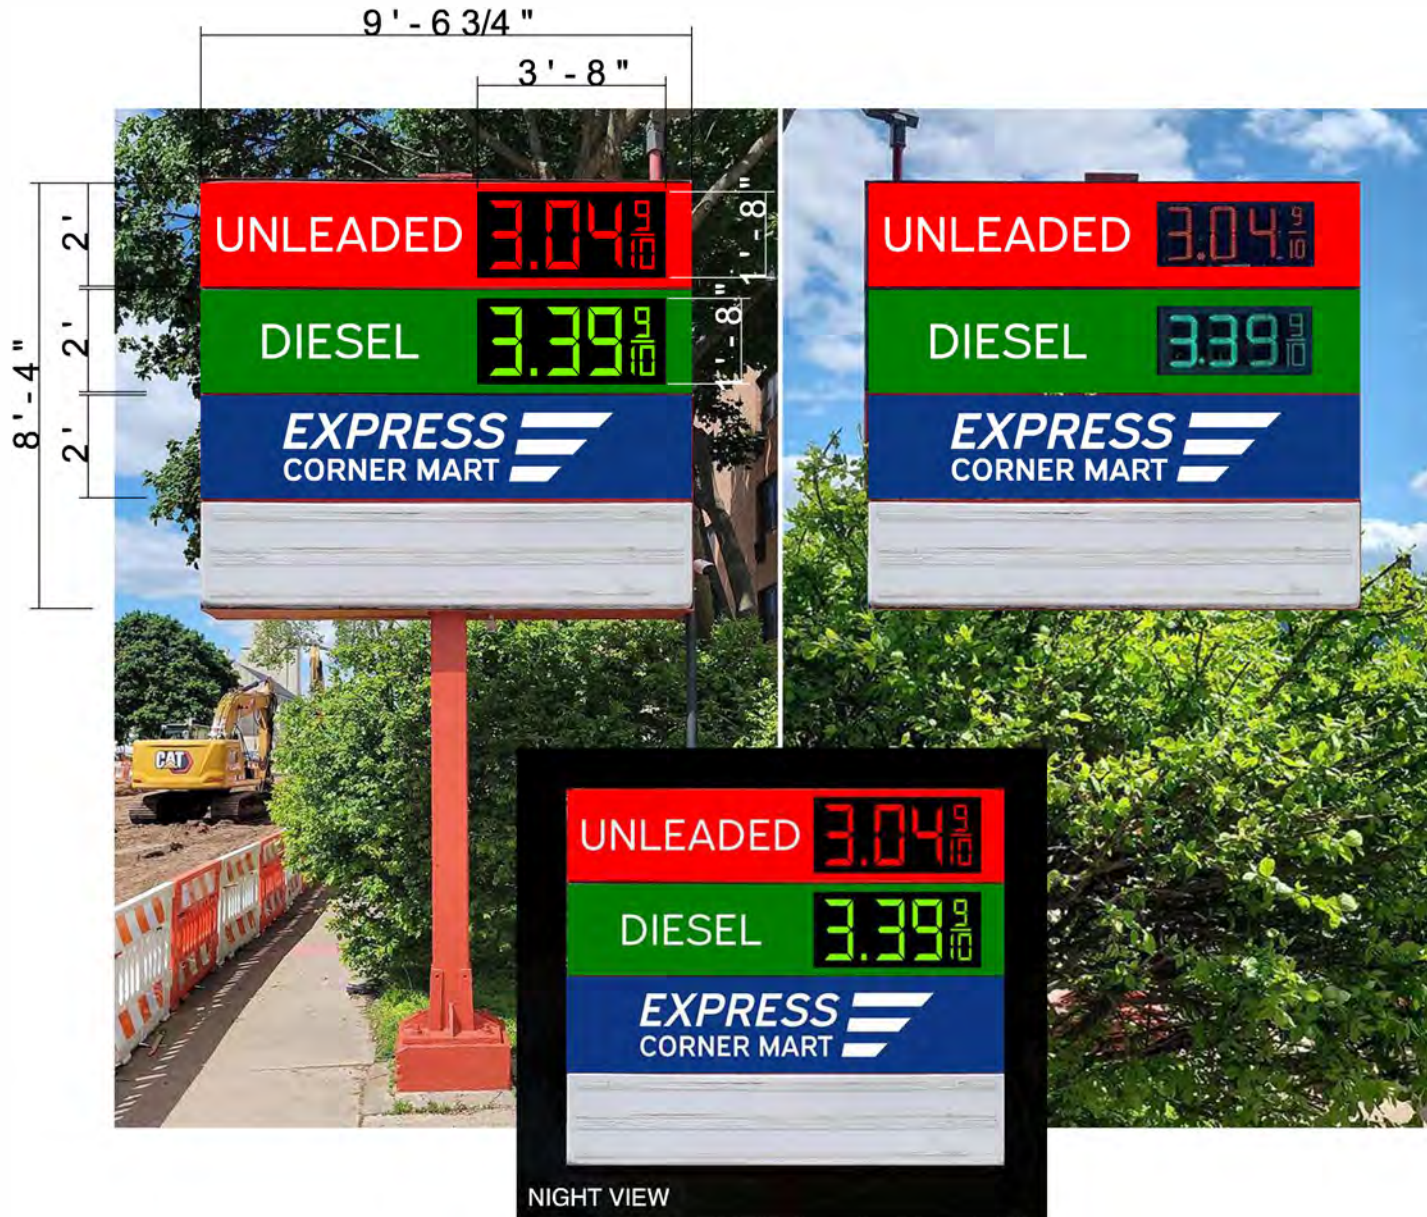 9 ' - 6 3/4 "
3 ' - 8 "
8 ' - 4 "
2 '
2 '
2 '
1 ' - 8 "
1 ' - 8 "
UNLEADED 3.04 9/10
DIESEL 3.39 9/10
EXPRESS
CORNER MART
CAT
UNLEADED 3.04 9/10
DIESEL 3.39 9/10
EXPRESS
CORNER MART
UNLEADED 3.04 9/10
DIESEL 3.39 9/10
EXPRESS
CORNER MART
NIGHT VIEW